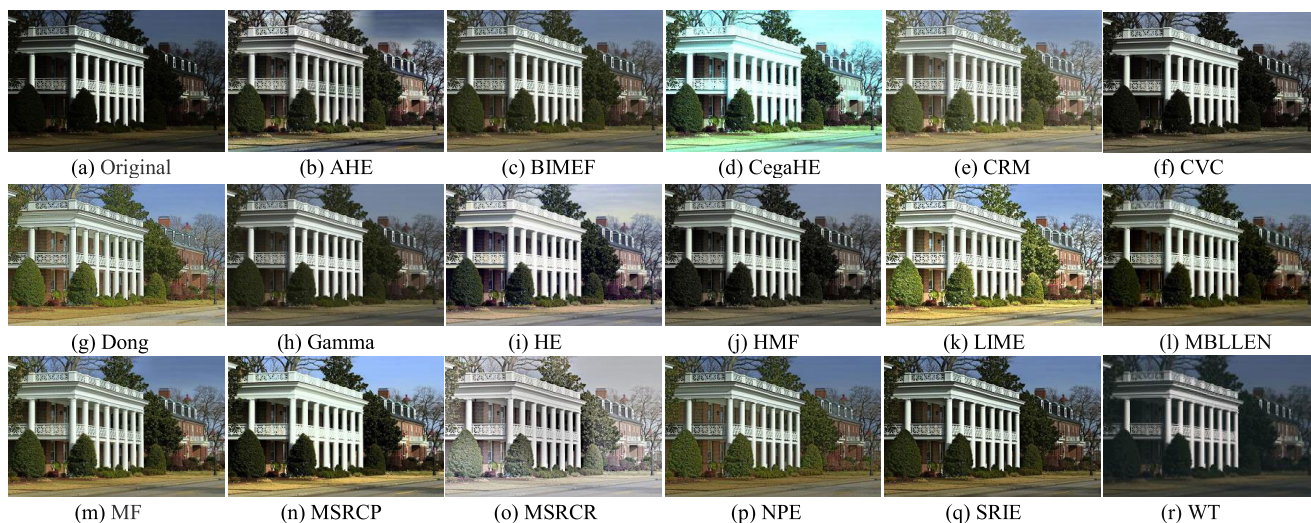 (a) Original (b) AHE (c) BIMEF (d) CegaHE (e) CRM (f) CVC
(g) Dong (h) Gamma (i) HE (j) HMF (k) LIME (l) MBLLEN
(m) MF (n) MSRCP (o) MSRCR (p) NPE (q) SRIE (r) WT